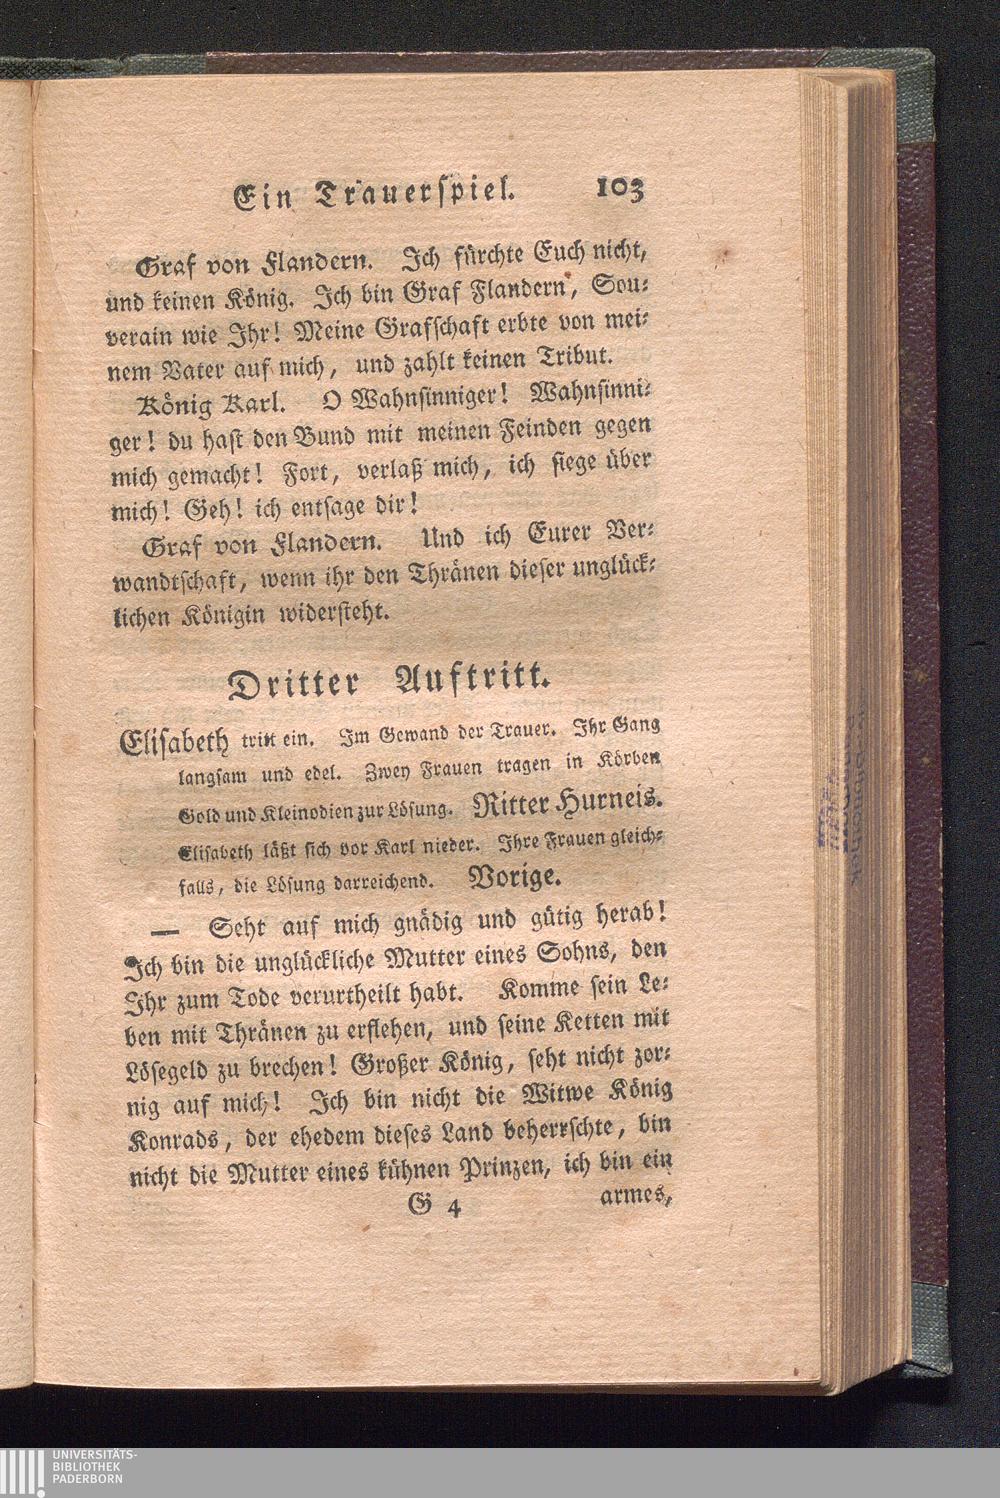 Ein Trauerspiel. 103
Graf von Flandern. Ich fürchte Euch nicht,
und keinen König. Ich bin Graf Flandern, Sou-
verain wie Ihr! Meine Grafschaft erbte von mei-
nem Vater auf mich, und zahlt keinen Tribut.
König Karl. O Wahnsinniger! Wahnsinni-
ger! du hast den Bund mit meinen Feinden gegen
mich gemacht! Fort, verlaß mich, ich siege über
mich! Geh! ich entsage dir!
Graf von Flandern. Und ich Eurer Ver-
wandtschaft, wenn ihr den Thränen dieser unglück-
lichen Königin widersteht.
Dritter Auftritt.
Elisabeth tritt ein. Im Gewand der Trauer. Ihr Gang
langsam und edel. Zwey Frauen tragen in Körben
Gold und Kleinodien zur Lösung. Ritter Hurneis.
Elisabeth läßt sich vor Karl nieder. Ihre Frauen gleich-
falls, die Lösung darreichend. Vorige.
— Seht auf mich gnädig und gütig herab!
Ich bin die unglückliche Mutter eines Sohns, den
Ihr zum Tode verurtheilt habt. Komme sein Le-
ben mit Thränen zu erflehen, und seine Ketten mit
Lösegeld zu brechen! Großer König, seht nicht zor-
nig auf mich! Ich bin nicht die Witwe König
Konrads, der ehedem dieses Land beherrschte, bin
nicht die Mutter eines kühnen Prinzen, ich bin ein
G 4 armes,
UNIVERSITÄTS-
BIBLIOTHEK
PADERBORN